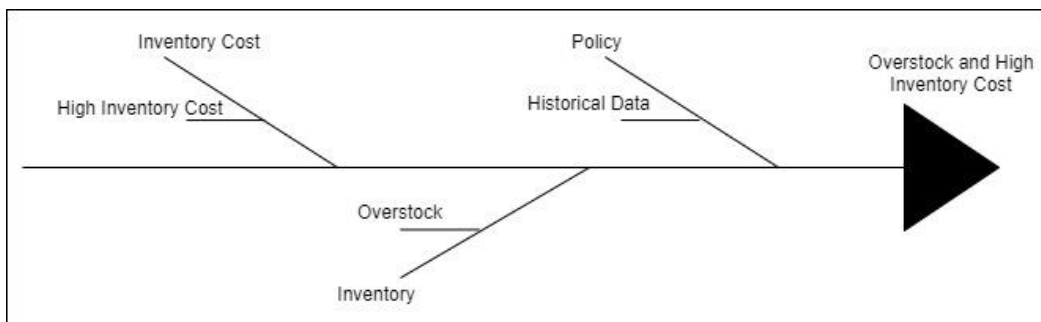 Inventory Cost
Policy
Overstock and High
Inventory Cost
High Inventory Cost
Historical Data
Overstock
Inventory